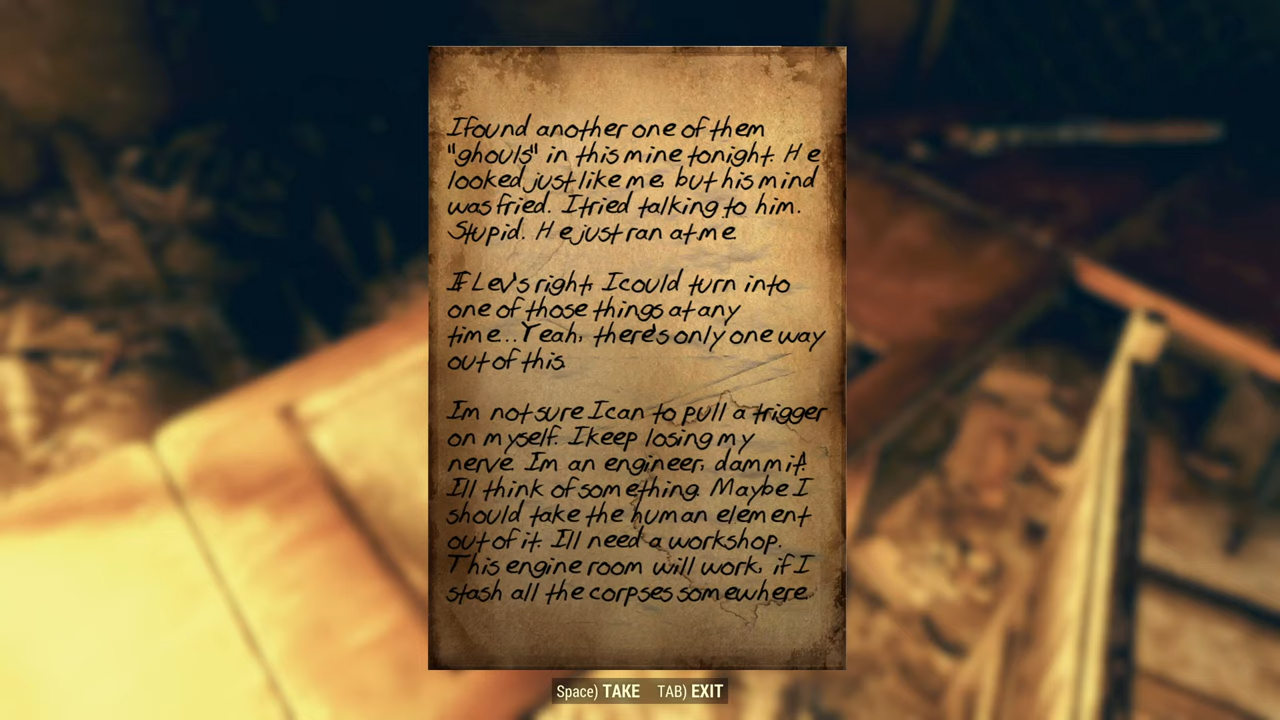 I found another one of them
"ghouls" in this mine tonight. He
looked just like me, but his mind
was fried. I tried talking to him.
Stupid. He just ran at me.
If Lev's right, I could turn into
one of those things at any
time...Yeah, there's only one way
out of this.
Im not sure I can to pull a trigger
on myself. I keep losing my
nerve. Im an engineer, dammit.
I'll think of something. Maybe I
should take the human element
out of it. I'll need a workshop.
This engine room will work, if I
stash all the corpses somewhere.
Space) TAKE TAB) EXIT